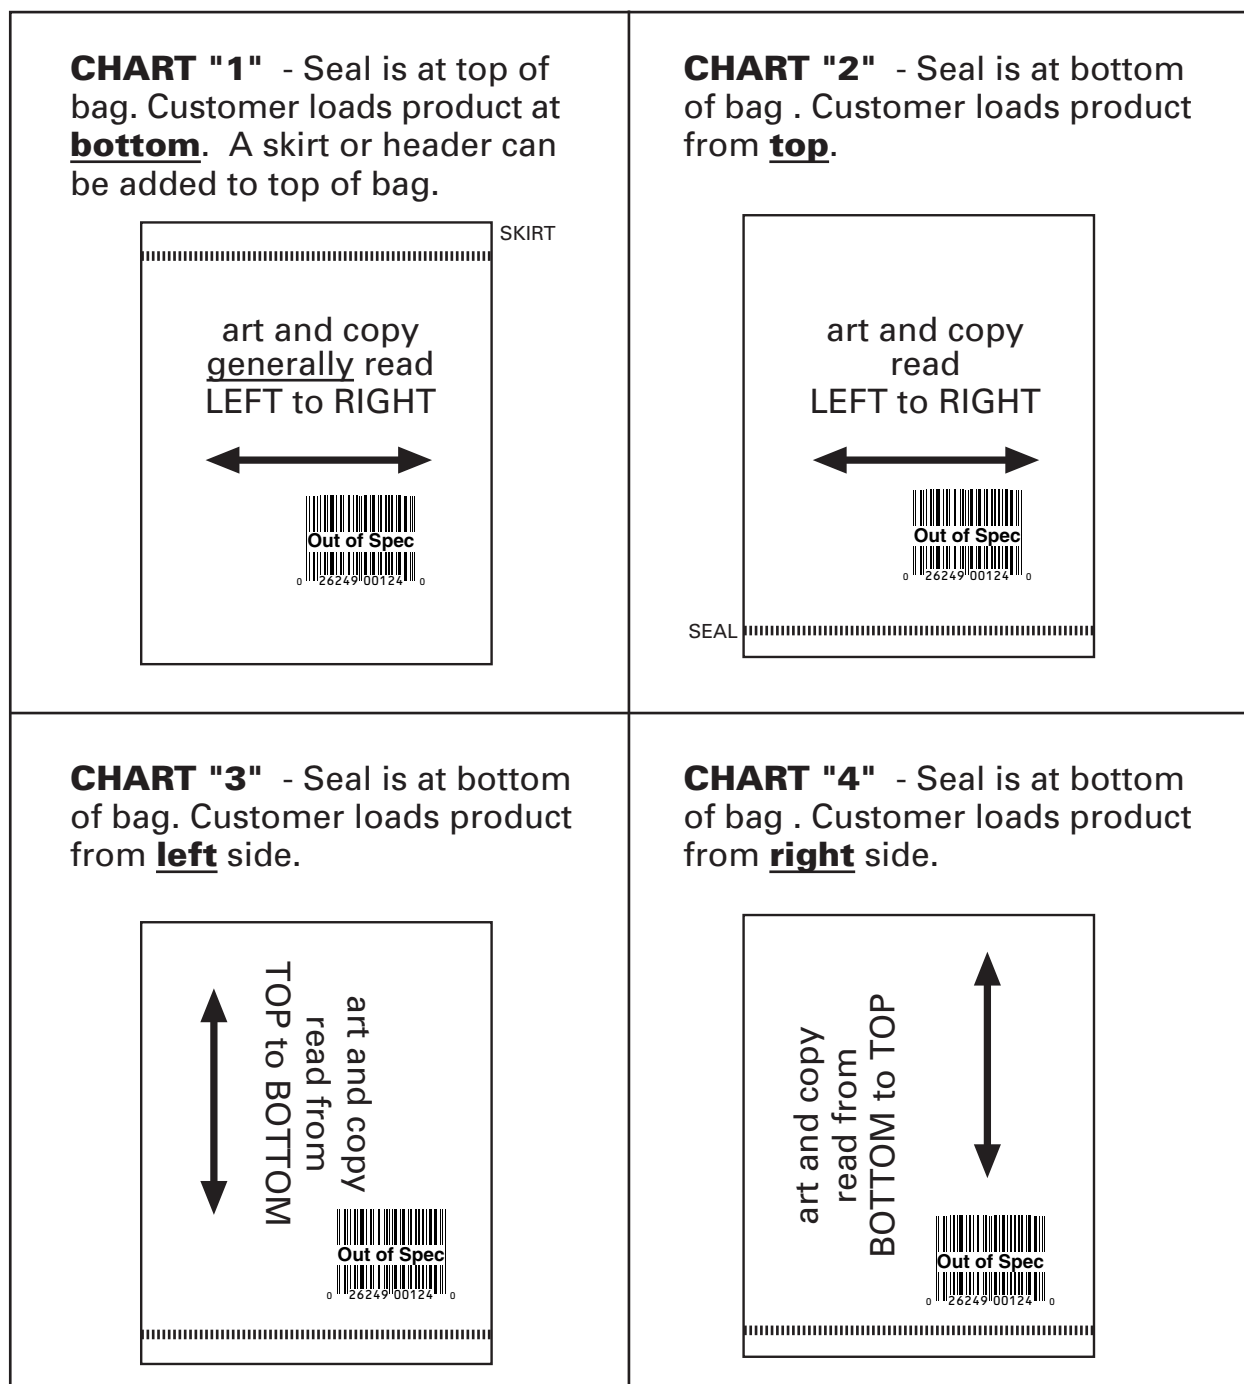 CHART "1" - Seal is at top of
bag. Customer loads product at
bottom. A skirt or header can
be added to top of bag.
SKIRT
art and copy
generally read
LEFT to RIGHT
Out of Spec
0 26249 00124 0
CHART "2" - Seal is at bottom
of bag . Customer loads product
from top.
art and copy
read
LEFT to RIGHT
Out of Spec
0 26249 00124 0
SEAL
CHART "3" - Seal is at bottom
of bag. Customer loads product
from left side.
art and copy
read from
TOP to BOTTOM
Out of Spec
0 26249 00124 0
CHART "4" - Seal is at bottom
of bag . Customer loads product
from right side.
art and copy
read from
BOTTOM to TOP
Out of Spec
0 26249 00124 0